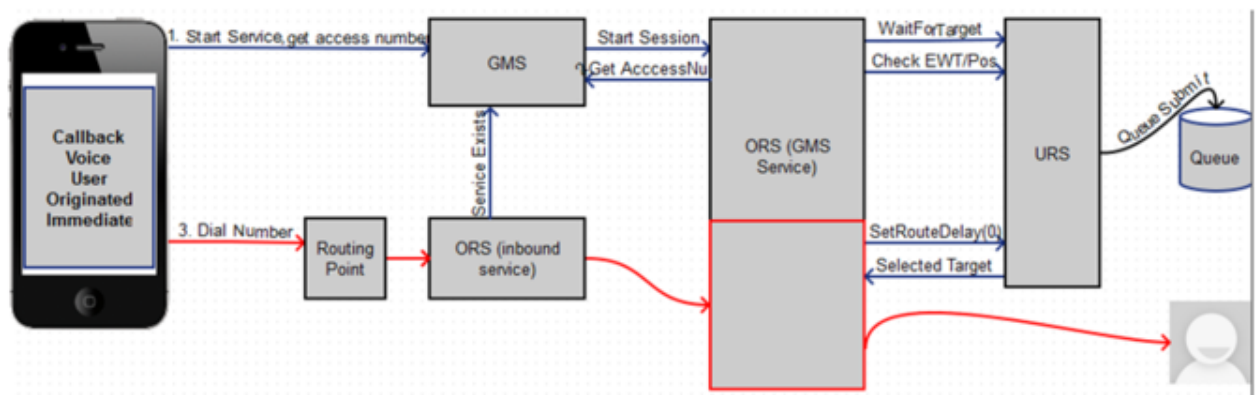 1. Start Service,get access number
GMS
Start Session
2.Get AcccessNu
WaitForTarget
Check EWT/Pos
ORS (GMS
Service)
URS
Queue Submit
Queue
Callback
Voice
User
Originated
Immediate
Service Exists
3. Dial Number
Routing
Point
ORS (inbound
service)
SetRouteDelay(0)
Selected Target